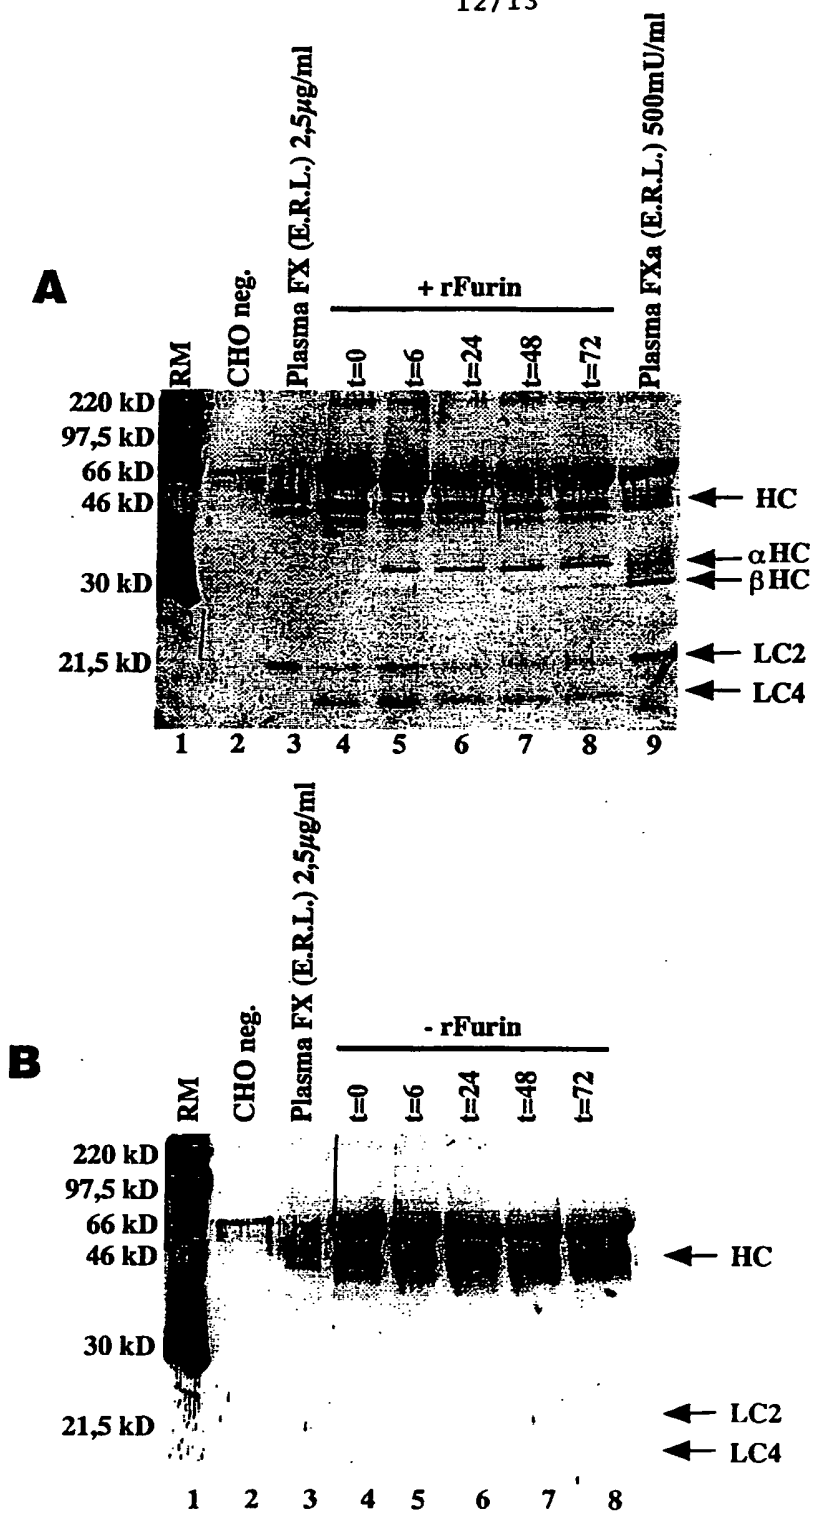 12/13
A
RM
CHO neg.
Plasma FX (E.R.L.) 2,5µg/ml
+ rFurin
t=0
t=6
t=24
t=48
t=72
Plasma FXa (E.R.L.) 500mU/ml
220 kD
97,5 kD
66 kD
46 kD
30 kD
21,5 kD
HC
αHC
βHC
LC2
LC4
1 2 3 4 5 6 7 8 9
B
RM
CHO neg.
Plasma FX (E.R.L.) 2,5µg/ml
- rFurin
t=0
t=6
t=24
t=48
t=72
220 kD
97,5 kD
66 kD
46 kD
30 kD
21,5 kD
HC
LC2
LC4
1 2 3 4 5 6 7 8